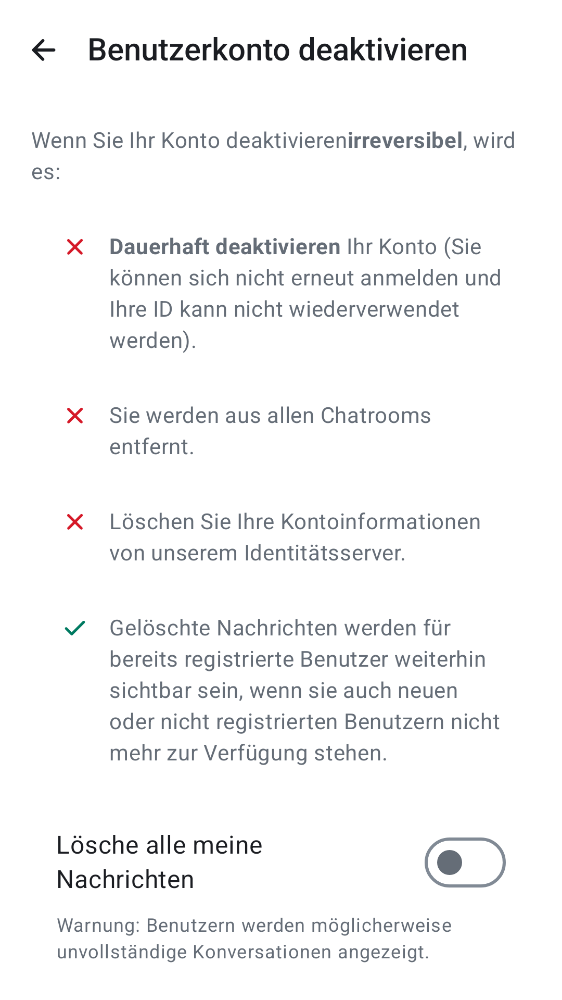 Benutzerkonto deaktivieren
Wenn Sie Ihr Konto deaktivierenirreversibel, wird
es:
Dauerhaft deaktivieren Ihr Konto (Sie
können sich nicht erneut anmelden und
Ihre ID kann nicht wiederverwendet
werden).
Sie werden aus allen Chatrooms
entfernt.
Löschen Sie Ihre Kontoinformationen
von unserem Identitätsserver.
Gelöschte Nachrichten werden für
bereits registrierte Benutzer weiterhin
sichtbar sein, wenn sie auch neuen
oder nicht registrierten Benutzern nicht
mehr zur Verfügung stehen.
Lösche alle meine
Nachrichten
Warnung: Benutzern werden möglicherweise
unvollständige Konversationen angezeigt.